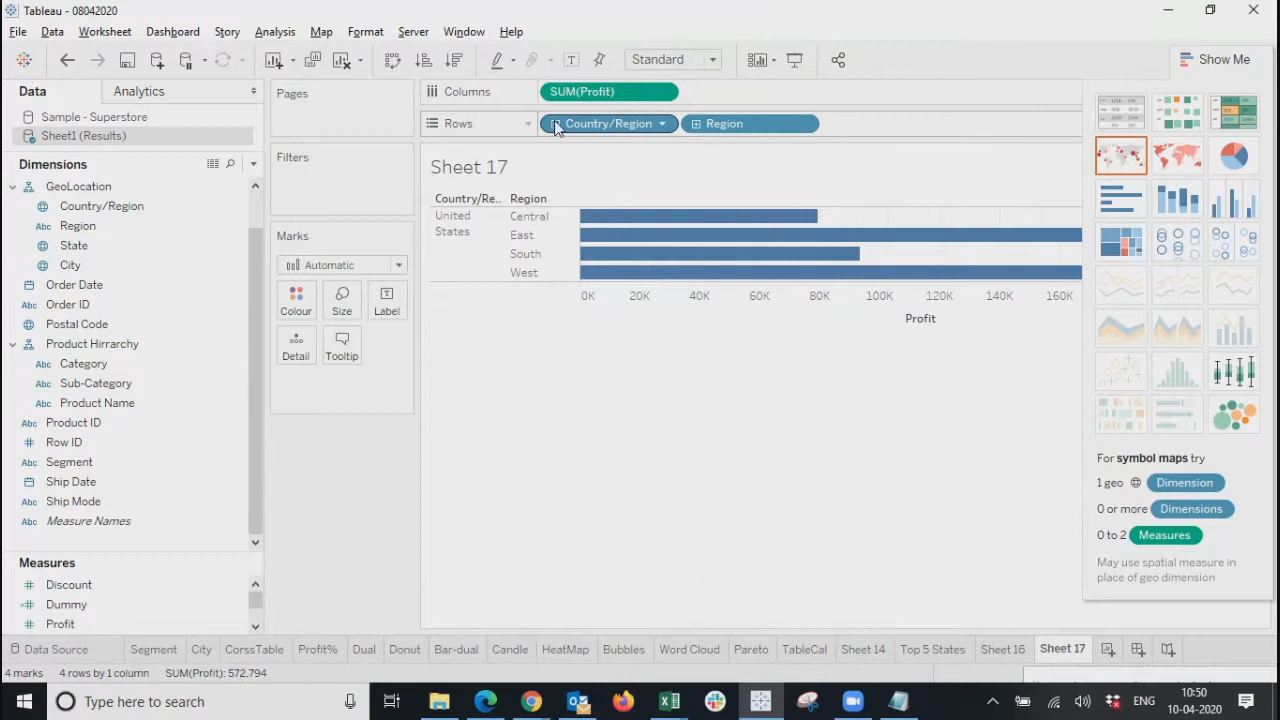 Tableau - 08042020
File Data Worksheet Dashboard Story Analysis Map Format Server Window Help
Standard
Show Me
Data Analytics
Pages
Columns SUM(Profit)
Sample - Superstore
Sheet1 (Results)
Rows Country/Region Region
Dimensions
Filters
Sheet 17
GeoLocation
Country/Region
Region
State
City
Order Date
Order ID
Postal Code
Product Hirrarchy
Category
Sub-Category
Product Name
Product ID
Row ID
Segment
Ship Date
Ship Mode
Measure Names
Measures
Discount
Dummy
Profit
Marks
Automatic
Colour Size Label
Detail Tooltip
Country/Re.. Region
United States
Central
East
South
West
0K 20K 40K 60K 80K 100K 120K 140K 160K
Profit
For symbol maps try
1 geo Dimension
0 or more Dimensions
0 to 2 Measures
May use spatial measure in
place of geo dimension
Data Source Segment City CorssTable Profit% Dual Donut Bar-dual Candle HeatMap Bubbles Word Cloud Pareto TableCal Sheet 14 Top 5 States Sheet 16 Sheet 17
4 marks 4 rows by 1 column SUM(Profit): 572,794
Type here to search
ENG
10:50
10-04-2020